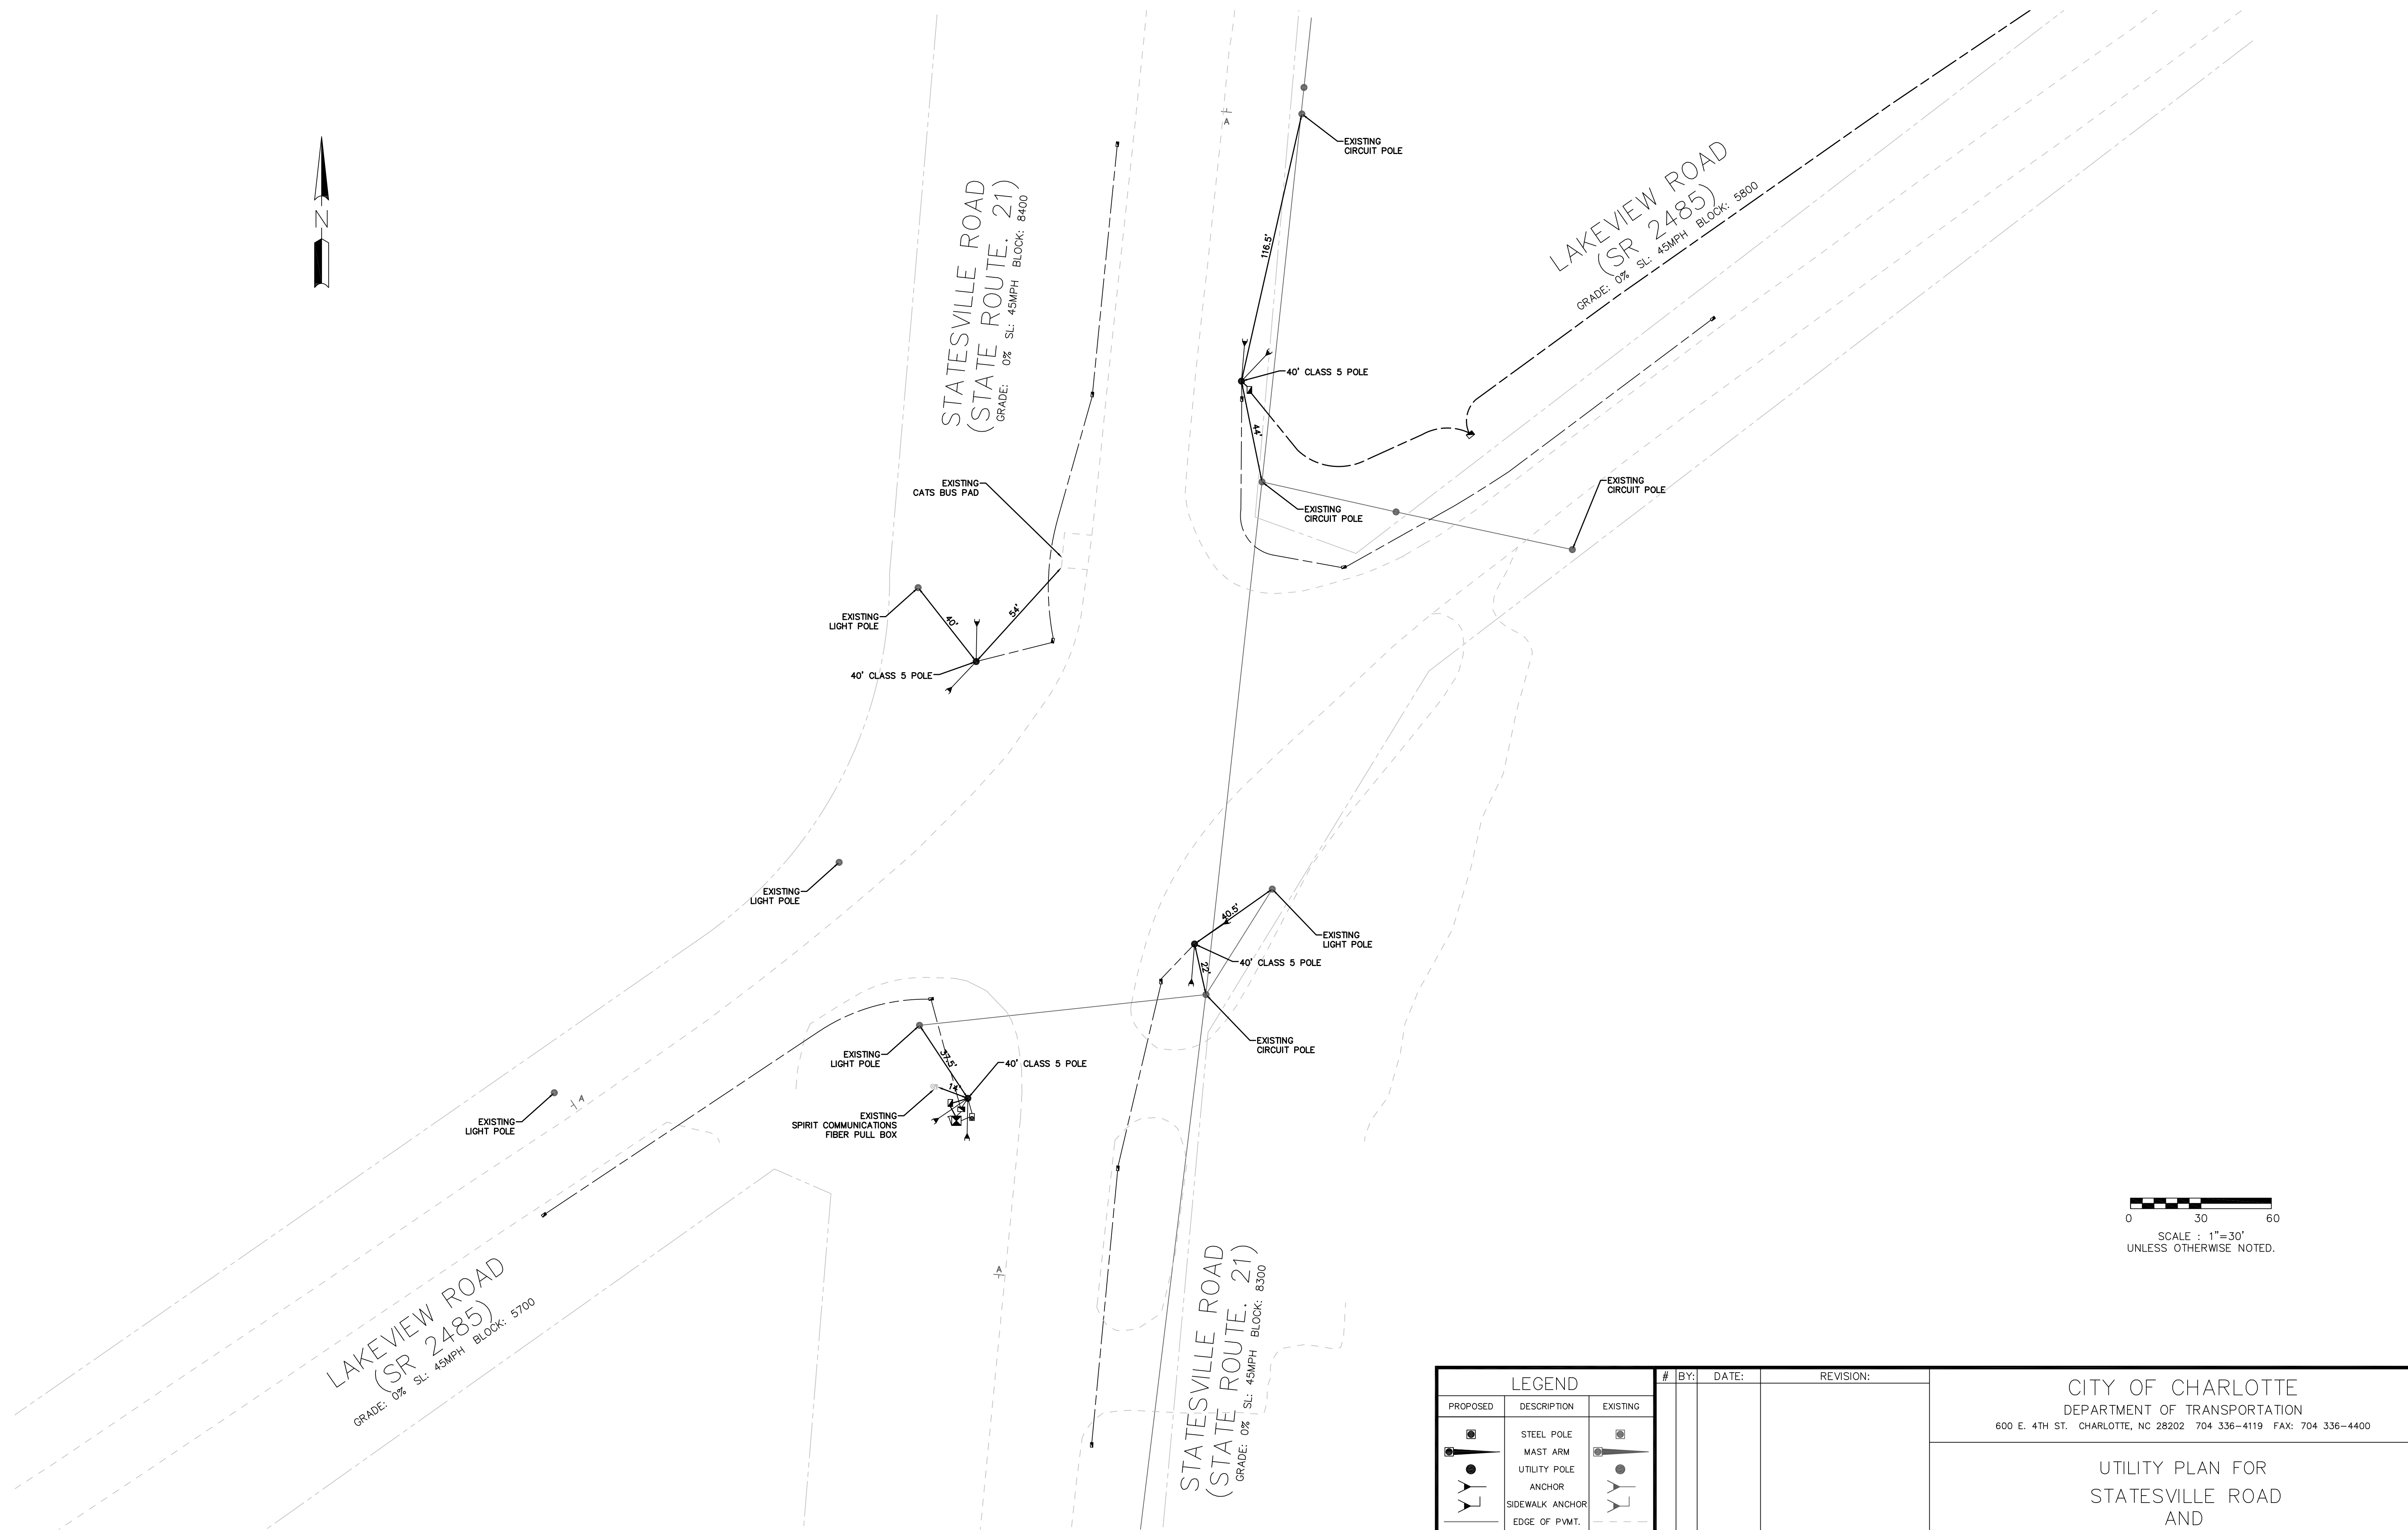 N
STATESVILLE ROAD
(STATE ROUTE. 21)
GRADE: 0% SL: 45MPH BLOCK: 8400
A
EXISTING
CIRCUIT POLE
116.5'
LAKEVIEW ROAD
(SR 2485)
GRADE: 0% SL: 45MPH BLOCK: 5800
40' CLASS 5 POLE
44'
EXISTING
CATS BUS PAD
EXISTING
CIRCUIT POLE
EXISTING
CIRCUIT POLE
EXISTING
LIGHT POLE
40'
54'
40' CLASS 5 POLE
EXISTING
LIGHT POLE
40.5'
EXISTING
LIGHT POLE
40' CLASS 5 POLE
22'
EXISTING
CIRCUIT POLE
EXISTING
LIGHT POLE
37.5'
40' CLASS 5 POLE
14'
EXISTING
SPIRIT COMMUNICATIONS
FIBER PULL BOX
A
EXISTING
LIGHT POLE
A
LAKEVIEW ROAD
(SR 2485)
GRADE: 0% SL: 45MPH BLOCK: 5700
STATESVILLE ROAD
(STATE ROUTE. 21)
GRADE: 0% SL: 45MPH BLOCK: 8300
0 30 60
SCALE : 1"=30'
UNLESS OTHERWISE NOTED.
LEGEND
PROPOSED DESCRIPTION EXISTING
STEEL POLE
MAST ARM
UTILITY POLE
ANCHOR
SIDEWALK ANCHOR
EDGE OF PVMT.
# BY: DATE: REVISION:
CITY OF CHARLOTTE
DEPARTMENT OF TRANSPORTATION
600 E. 4TH ST. CHARLOTTE, NC 28202 704 336-4119 FAX: 704 336-4400
UTILITY PLAN FOR
STATESVILLE ROAD
AND